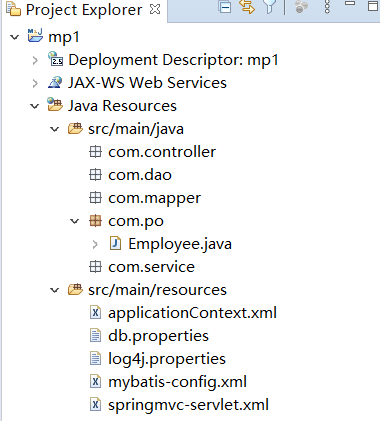 Project Explorer
mp1
Deployment Descriptor: mp1
JAX-WS Web Services
Java Resources
src/main/java
com.controller
com.dao
com.mapper
com.po
Employee.java
com.service
src/main/resources
applicationContext.xml
db.properties
log4j.properties
mybatis-config.xml
springmvc-servlet.xml